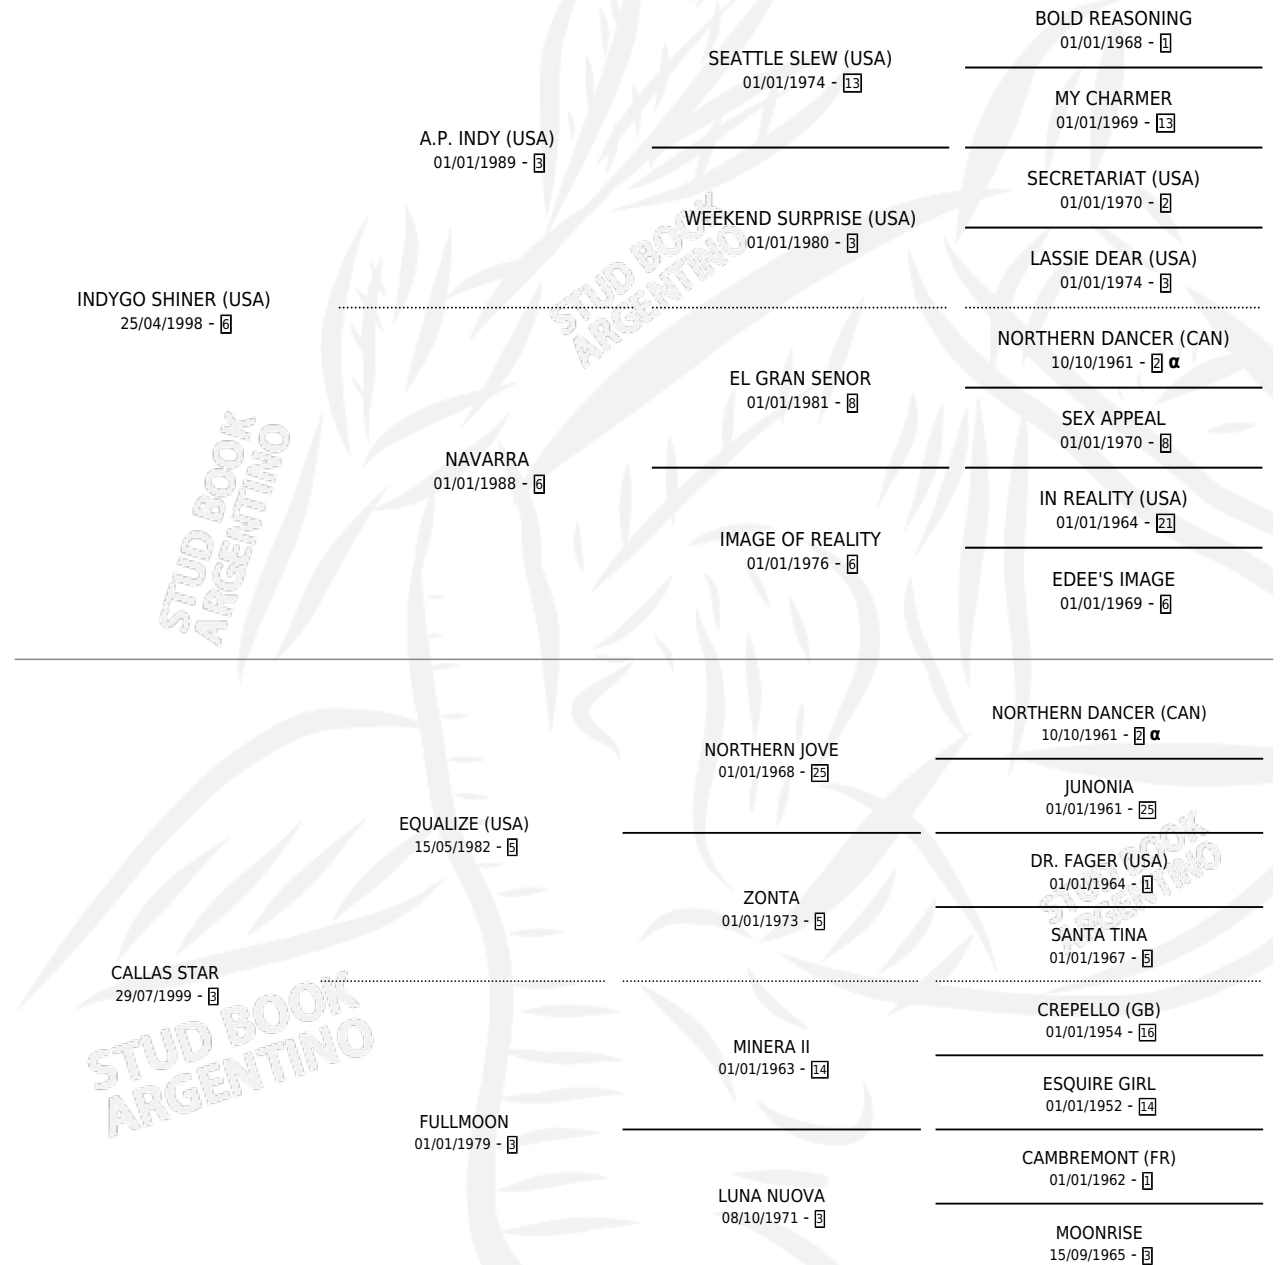 BOLD REASONING
01/01/1968 - 1
SEATTLE SLEW (USA)
01/01/1974 - 13
MY CHARMER
01/01/1969 - 13
A.P. INDY (USA)
01/01/1989 - 3
SECRETARIAT (USA)
01/01/1970 - 2
WEEKEND SURPRISE (USA)
01/01/1980 - 3
LASSIE DEAR (USA)
01/01/1974 - 3
INDYGO SHINER (USA)
25/04/1998 - 6
NORTHERN DANCER (CAN)
10/10/1961 - 2 α
EL GRAN SENOR
01/01/1981 - 8
SEX APPEAL
01/01/1970 - 8
NAVARRA
01/01/1988 - 6
IN REALITY (USA)
01/01/1964 - 21
IMAGE OF REALITY
01/01/1976 - 6
EDEE'S IMAGE
01/01/1969 - 6
NORTHERN DANCER (CAN)
10/10/1961 - 2 α
NORTHERN JOVE
01/01/1968 - 25
JUNONIA
01/01/1961 - 25
EQUALIZE (USA)
15/05/1982 - 5
DR. FAGER (USA)
01/01/1964 - 1
ZONTA
01/01/1973 - 5
SANTA TINA
01/01/1967 - 5
CALLAS STAR
29/07/1999 - 3
CREPELLO (GB)
01/01/1954 - 16
MINERA II
01/01/1963 - 14
ESQUIRE GIRL
01/01/1952 - 14
FULLMOON
01/01/1979 - 3
CAMBREMONT (FR)
01/01/1962 - 1
LUNA NUOVA
08/10/1971 - 3
MOONRISE
15/09/1965 - 3
STUD BOOK
ARGENTINO
STUD BOOK
ARGENTINO
STUD BOOK
ARGENTINO
STUD BOOK
ARGENTINO